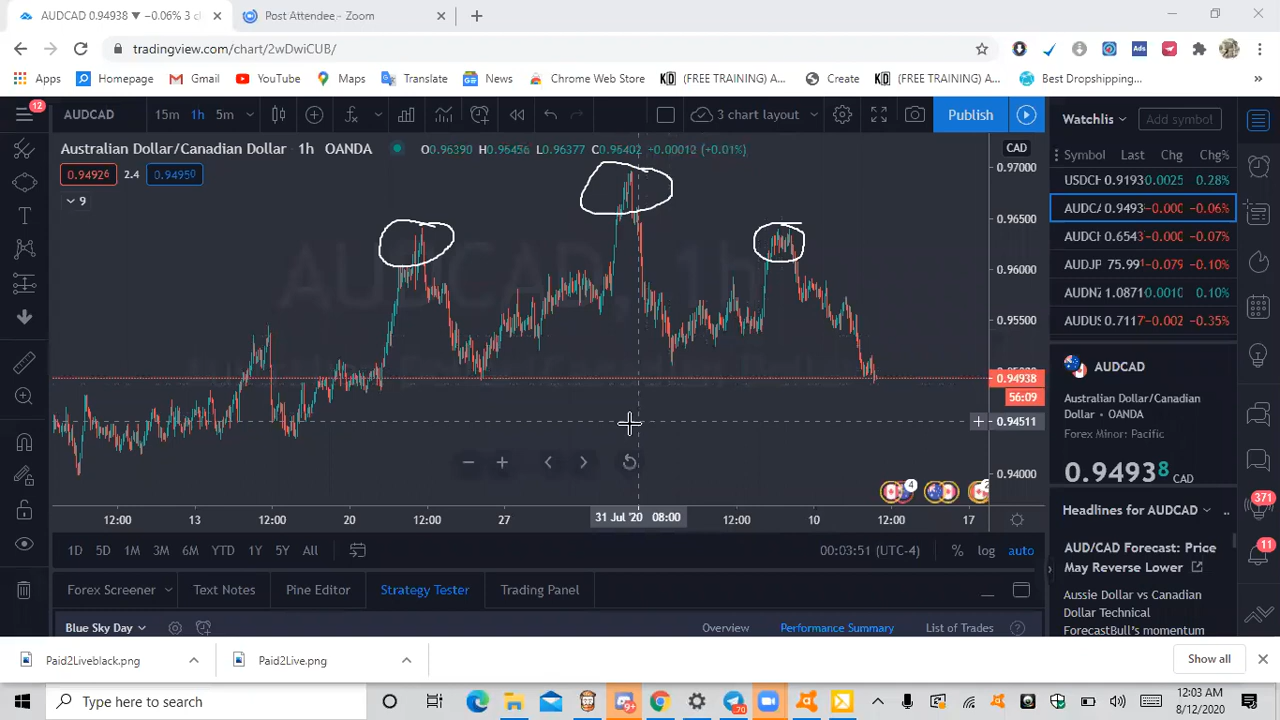 AUDCAD 0.94938 ▼ −0.06% 3 c
Post Attendee - Zoom
tradingview.com/chart/2wDwiCUB/
Apps
Homepage
Gmail
YouTube
Maps
Translate
News
Chrome Web Store
(FREE TRAINING) A...
Create
(FREE TRAINING) A...
Best Dropshipping...
»
12
AUDCAD
15m 1h 5m
3 chart layout
Publish
Australian Dollar/Canadian Dollar 1h OANDA
O0.96390 H0.95456 L0.96377 C0.96402 +0.00012 (+0.01%)
0.94926 2.4 0.94950
9
CAD
0.97000
0.96500
0.96000
0.95500
0.94938
56:09
0.94511
0.94000
AUDCAD, 1h
12:00 13 12:00 20 12:00 27 31 Jul '20 08:00 12:00 10 12:00 17
4
1D 5D 1M 3M 6M YTD 1Y 5Y All
00:03:51 (UTC-4)
% log auto
Forex Screener
Text Notes
Pine Editor
Strategy Tester
Trading Panel
Blue Sky Day
Overview
Performance Summary
List of Trades
Watchlis
Add symbol
Symbol Last Chg Chg%
USDCH 0.9193 0.0025 0.28%
AUDCA 0.9493 −0.000 −0.06%
AUDCH 0.6543 −0.000 −0.07%
AUDJP 75.991 −0.079 −0.10%
AUDNZ 1.0871 0.0010 0.10%
AUDUS 0.7117 −0.002 −0.35%
AUDCAD
Australian Dollar/Canadian
Dollar • OANDA
Forex Minor: Pacific
0.94938 CAD
Headlines for AUDCAD
AUD/CAD Forecast: Price
May Reverse Lower
Aussie Dollar vs Canadian
Dollar Technical
ForecastBull's momentum
371
11
Paid2Liveblack.png
Paid2Live.png
Show all
Type here to search
9+
20
12:03 AM
8/12/2020